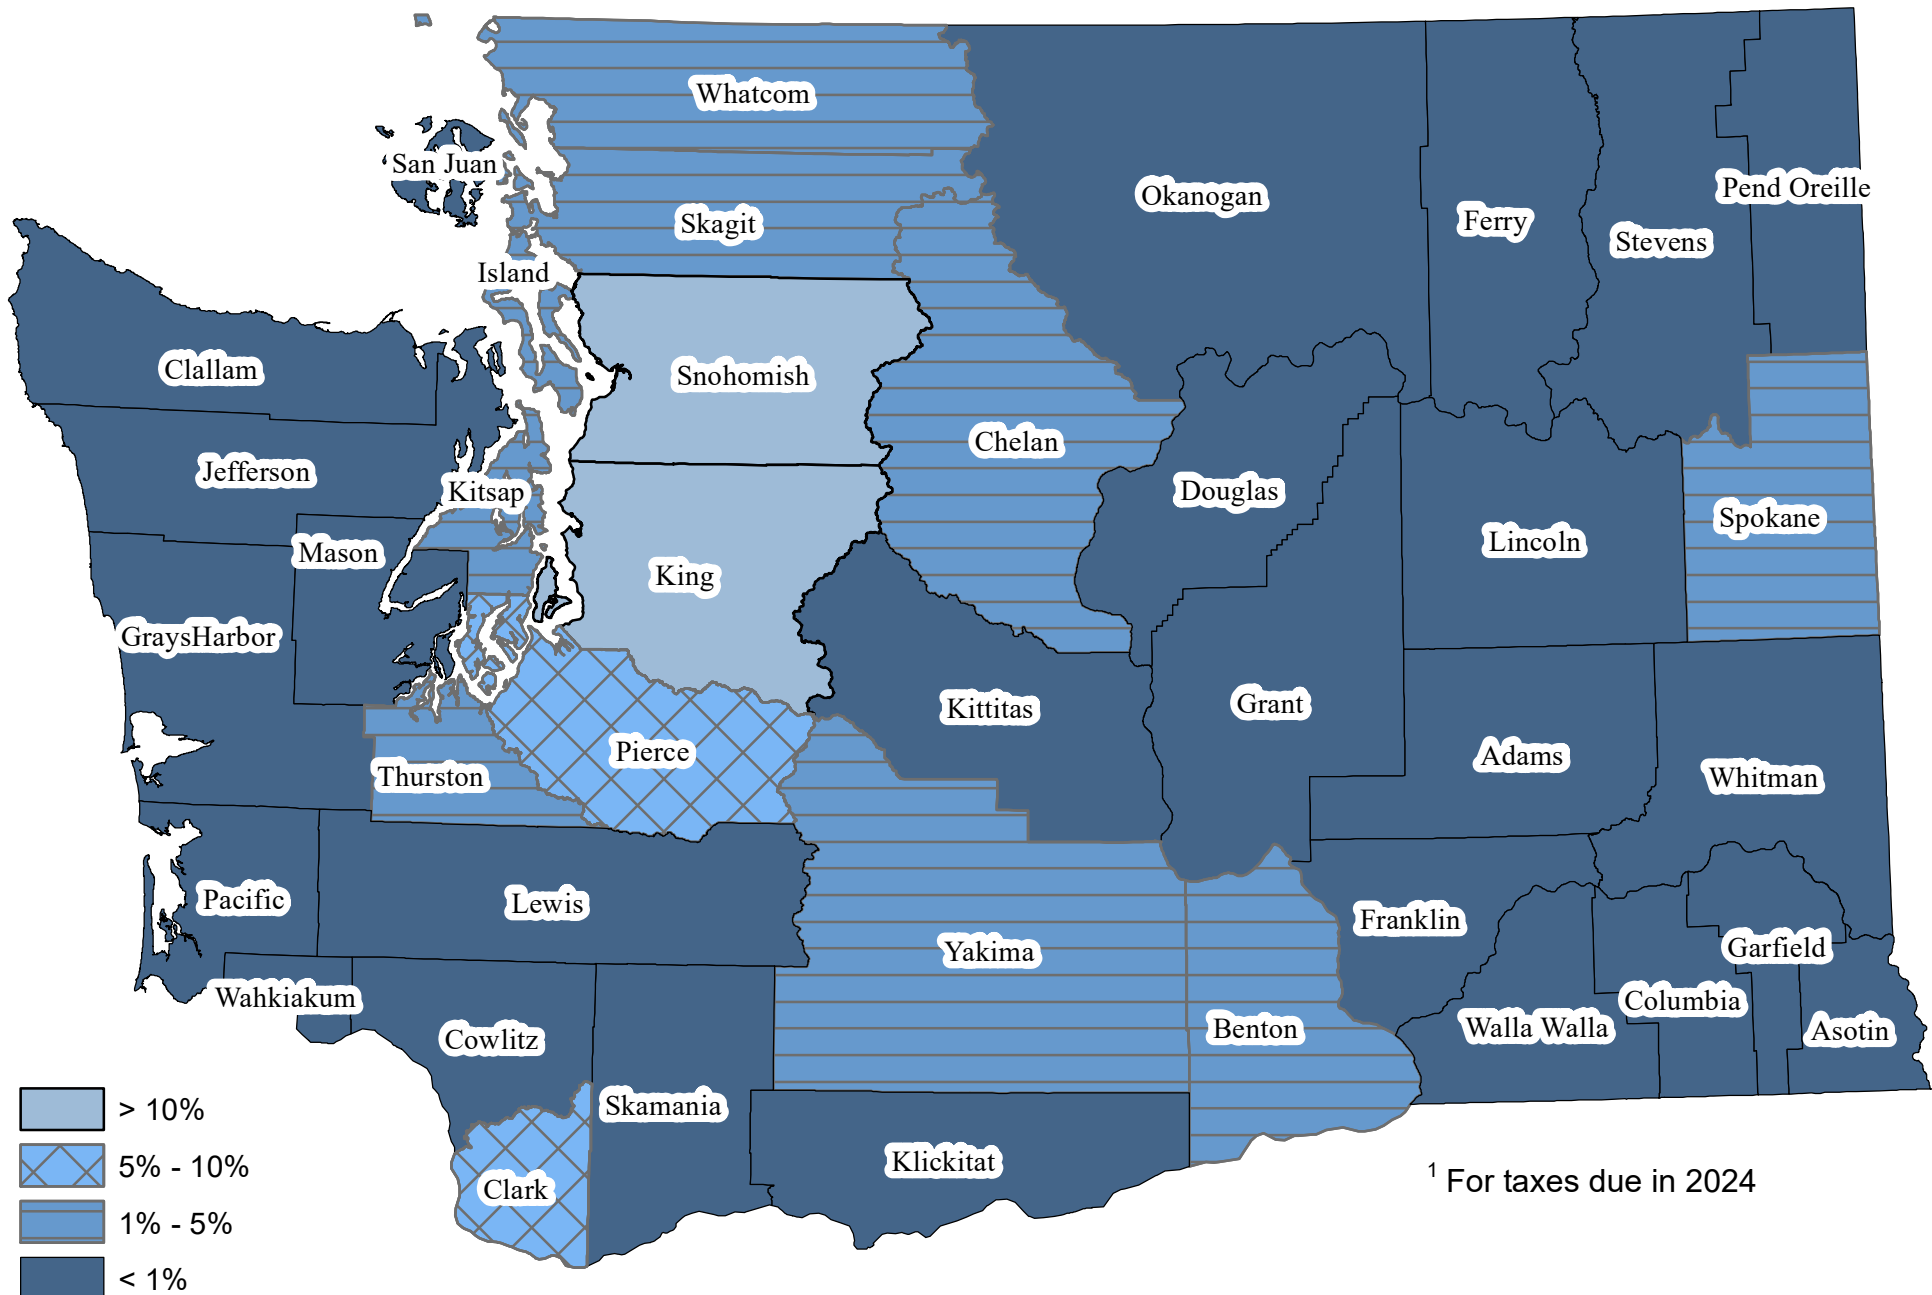 Whatcom
San Juan
Pend Oreille
Okanogan
Ferry
Skagit
Stevens
Island
Clallam
Snohomish
Chelan
Jefferson
Kitsap
Douglas
Spokane
Lincoln
Mason
King
GraysHarbor
Grant
Kittitas
Pierce
Adams
Thurston
Whitman
Pacific
Lewis
Franklin
Garfield
Yakima
Wahkiakum
Columbia
Walla Walla
Benton
Asotin
Cowlitz
Skamania
> 10%
Klickitat
5% - 10%
¹ For taxes due in 2024
Clark
1% - 5%
< 1%